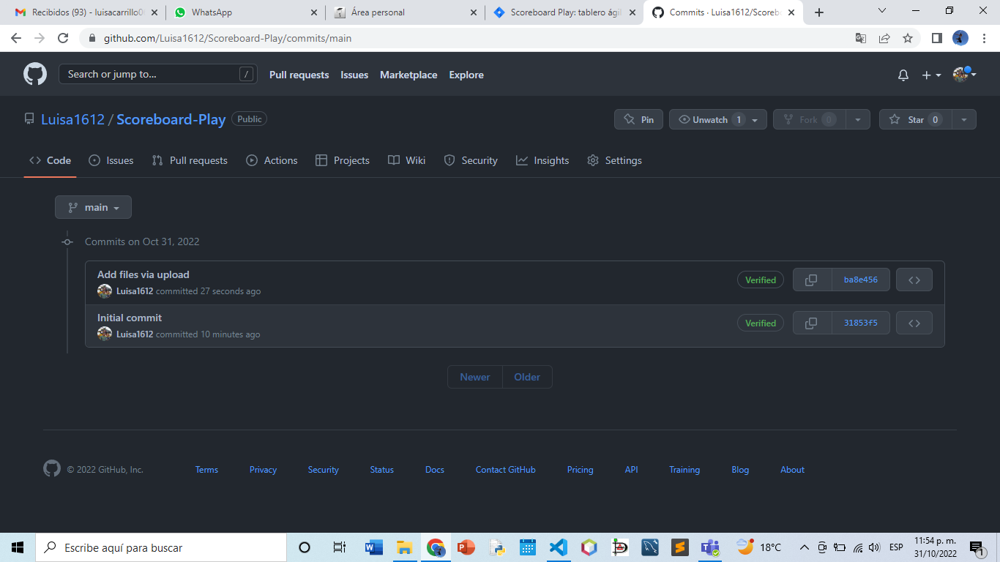 Recibidos (93) - luisacarrillo0
WhatsApp
Área personal
Scoreboard Play: tablero ágil
Commits · Luisa1612/Scorebo
github.com/Luisa1612/Scoreboard-Play/commits/main
Search or jump to...
/
Pull requests
Issues
Marketplace
Explore
Luisa1612 / Scoreboard-Play
Public
Pin
Unwatch 1
Fork 0
Star 0
Code
Issues
Pull requests
Actions
Projects
Wiki
Security
Insights
Settings
main
Commits on Oct 31, 2022
Add files via upload
Luisa1612 committed 27 seconds ago
Verified
ba8e456
Initial commit
Luisa1612 committed 10 minutes ago
Verified
31853f5
Newer
Older
© 2022 GitHub, Inc.
Terms
Privacy
Security
Status
Docs
Contact GitHub
Pricing
API
Training
Blog
About
Escribe aquí para buscar
18°C
ESP
11:54 p. m.
31/10/2022
1